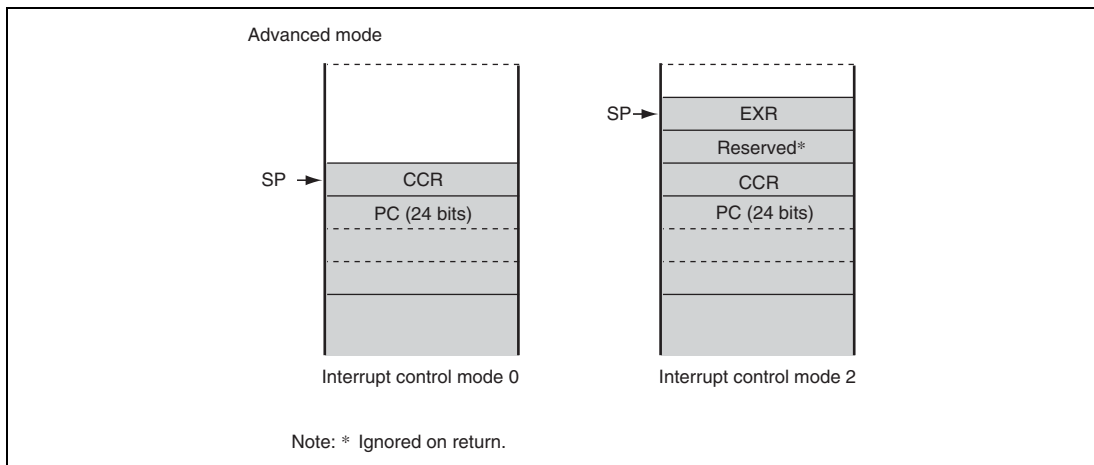 Advanced mode
SP
CCR
PC (24 bits)
Interrupt control mode 0
SP
EXR
Reserved*
CCR
PC (24 bits)
Interrupt control mode 2
Note: * Ignored on return.